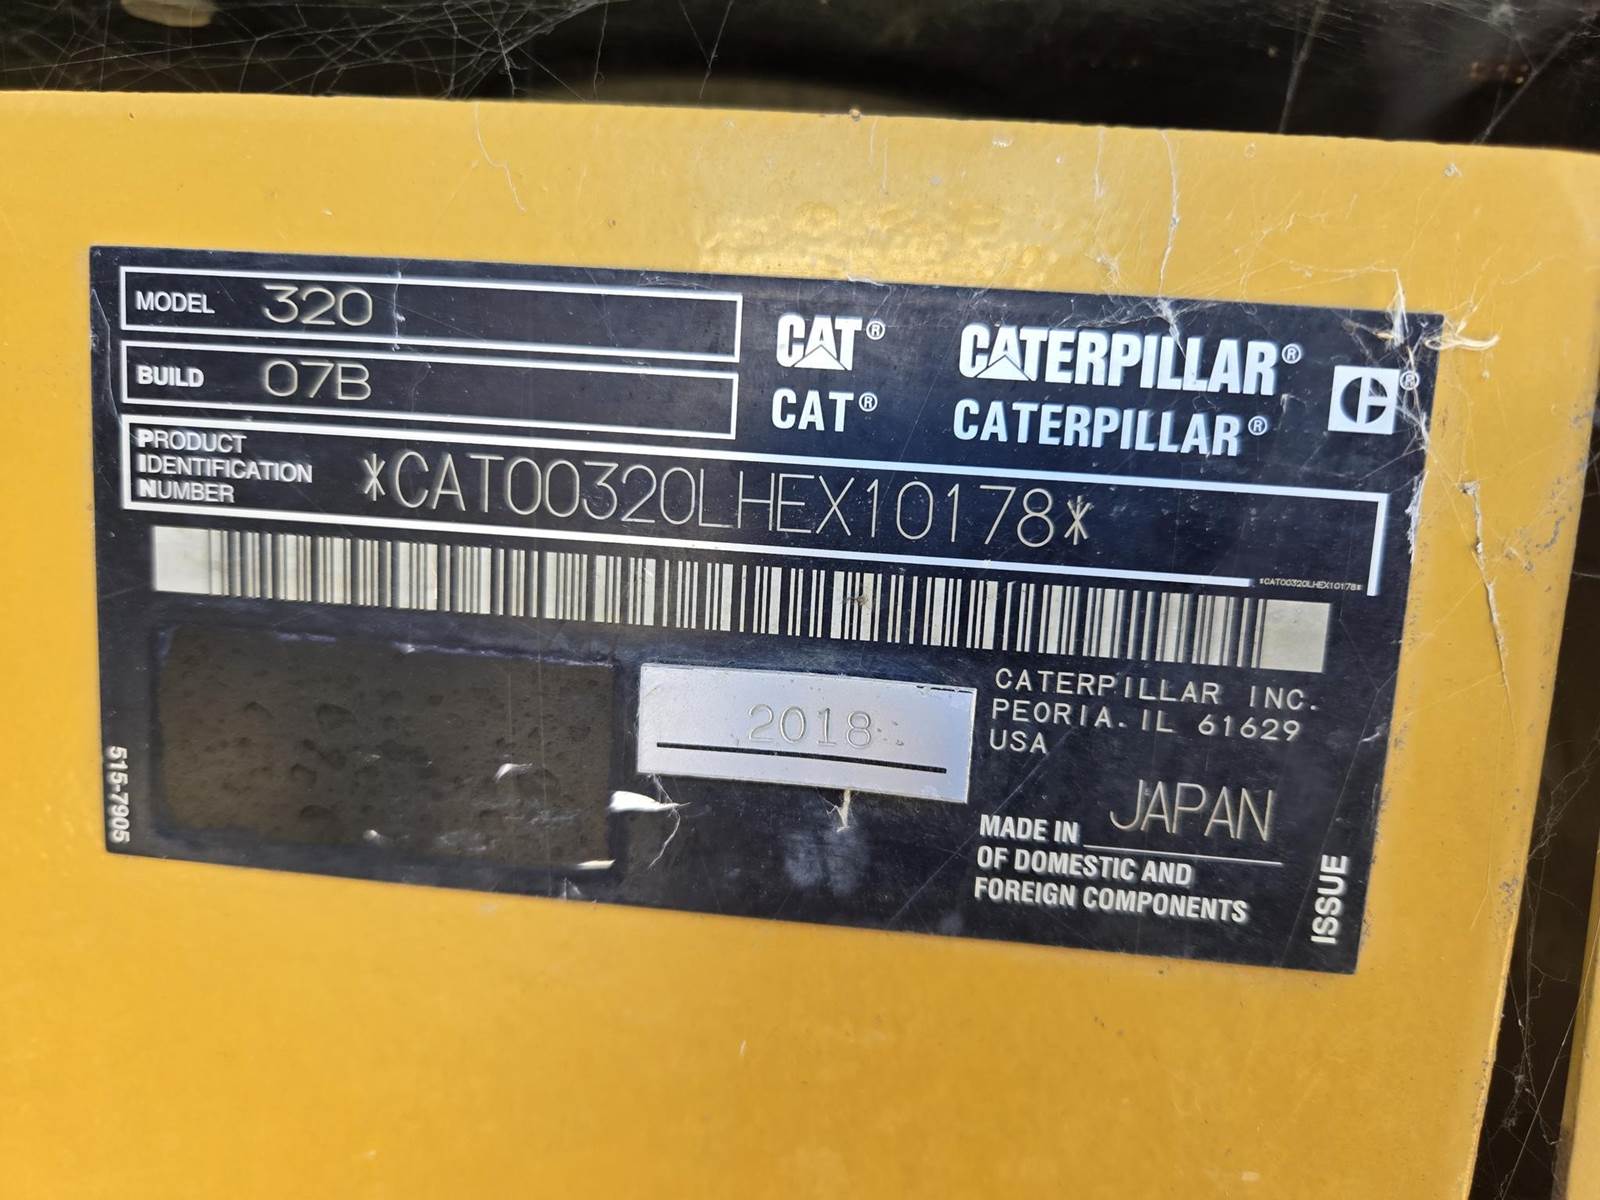 MODEL 320
BUILD 07B
CAT® CATERPILLAR®
CAT® CATERPILLAR®
PRODUCT
IDENTIFICATION
NUMBER
*CAT00320LHEX10178*
*CAT00320LHEX10178*
2018
CATERPILLAR INC.
PEORIA. IL 61629
USA
MADE IN JAPAN
OF DOMESTIC AND
FOREIGN COMPONENTS
515-7905
ISSUE